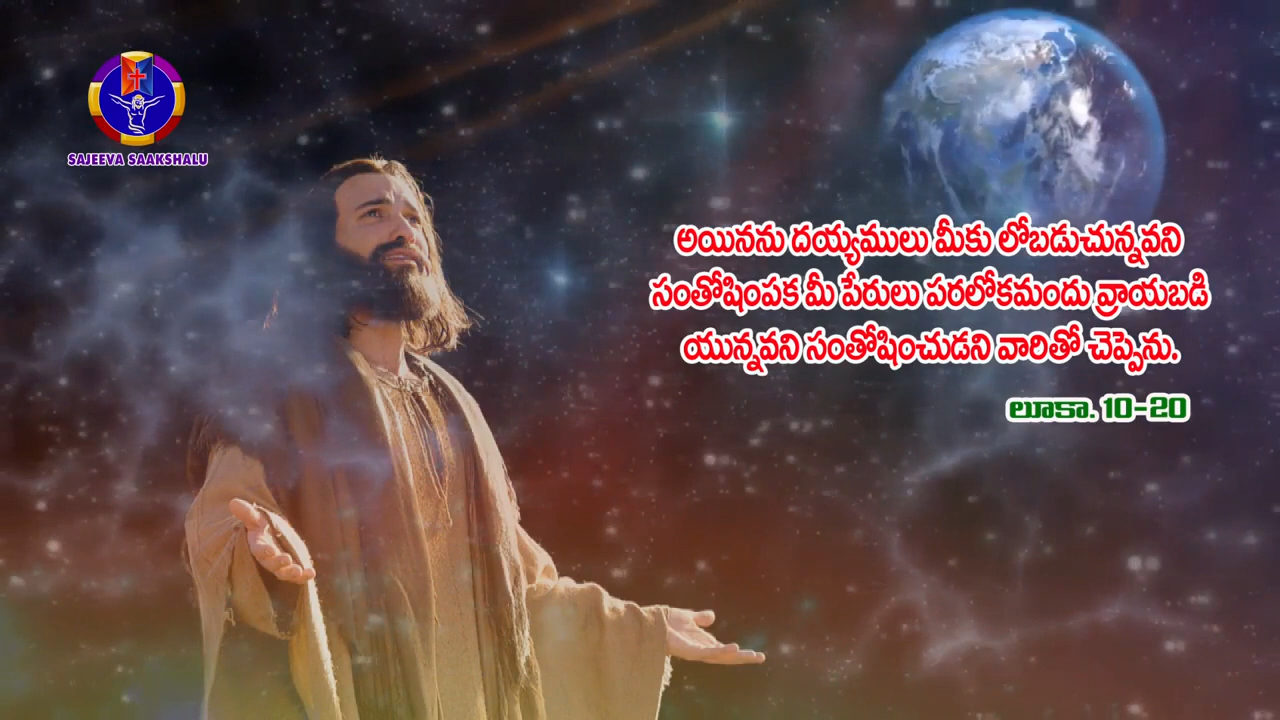 SAJEEVA SAAKSHALU
అయినను దయ్యములు మీకు లోబడుచున్నవని
సంతోషింపక మీ పేరులు పరలోకమందు వ్రాయబడి
యున్నవని సంతోషించుడని వారితో చెప్పెను.
లూకా. 10-20